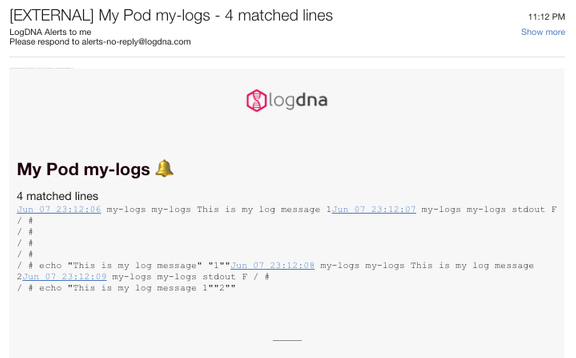 [EXTERNAL] My Pod my-logs - 4 matched lines
11:12 PM
LogDNA Alerts to me
Show more
Please respond to alerts-no-reply@logdna.com
logdna
My Pod my-logs 🔔
4 matched lines
Jun 07 23:12:06 my-logs my-logs This is my log message 1Jun 07 23:12:07 my-logs my-logs stdout F
/ #
/ #
/ #
/ #
/ # echo "This is my log message" "1""Jun 07 23:12:08 my-logs my-logs This is my log message
2Jun 07 23:12:09 my-logs my-logs stdout F / #
/ # echo "This is my log message 1""2""